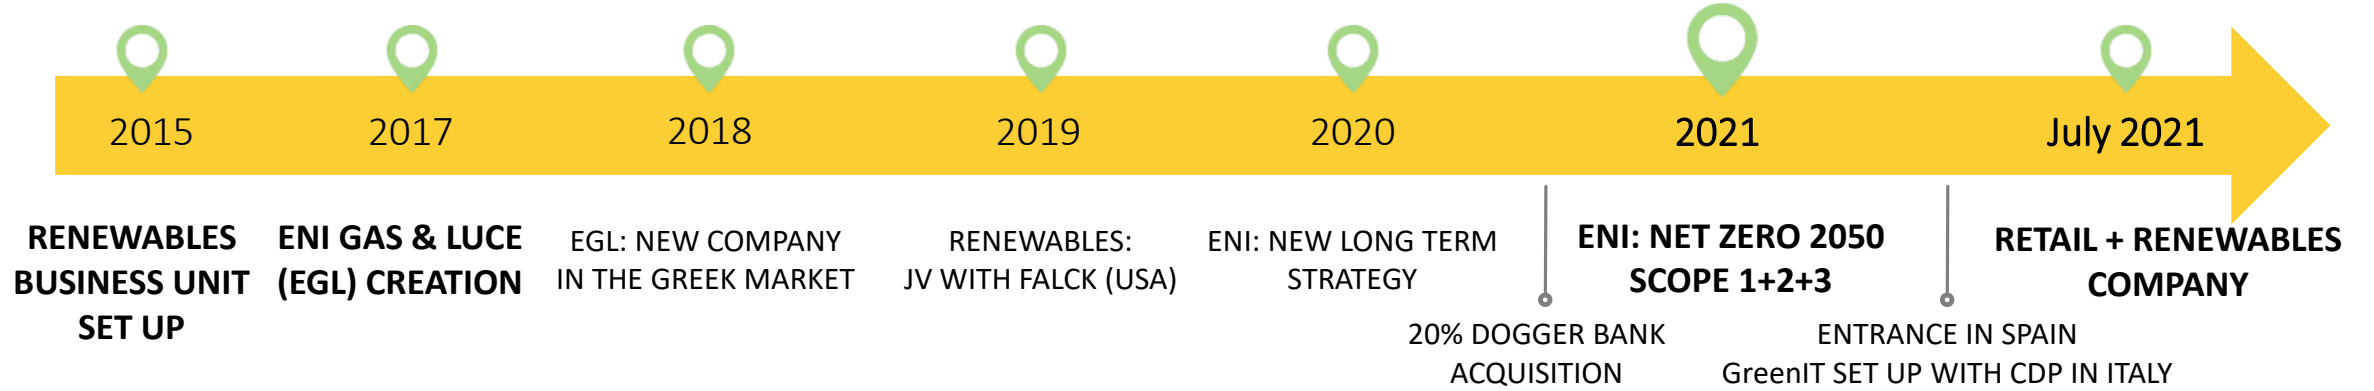 2015
2017
2018
2019
2020
2021
July 2021
RENEWABLES
BUSINESS UNIT
SET UP
ENI GAS & LUCE
(EGL) CREATION
EGL: NEW COMPANY
IN THE GREEK MARKET
RENEWABLES:
JV WITH FALCK (USA)
ENI: NEW LONG TERM
STRATEGY
20% DOGGER BANK
ACQUISITION
ENI: NET ZERO 2050
SCOPE 1+2+3
ENTRANCE IN SPAIN
GreenIT SET UP WITH CDP IN ITALY
RETAIL + RENEWABLES
COMPANY